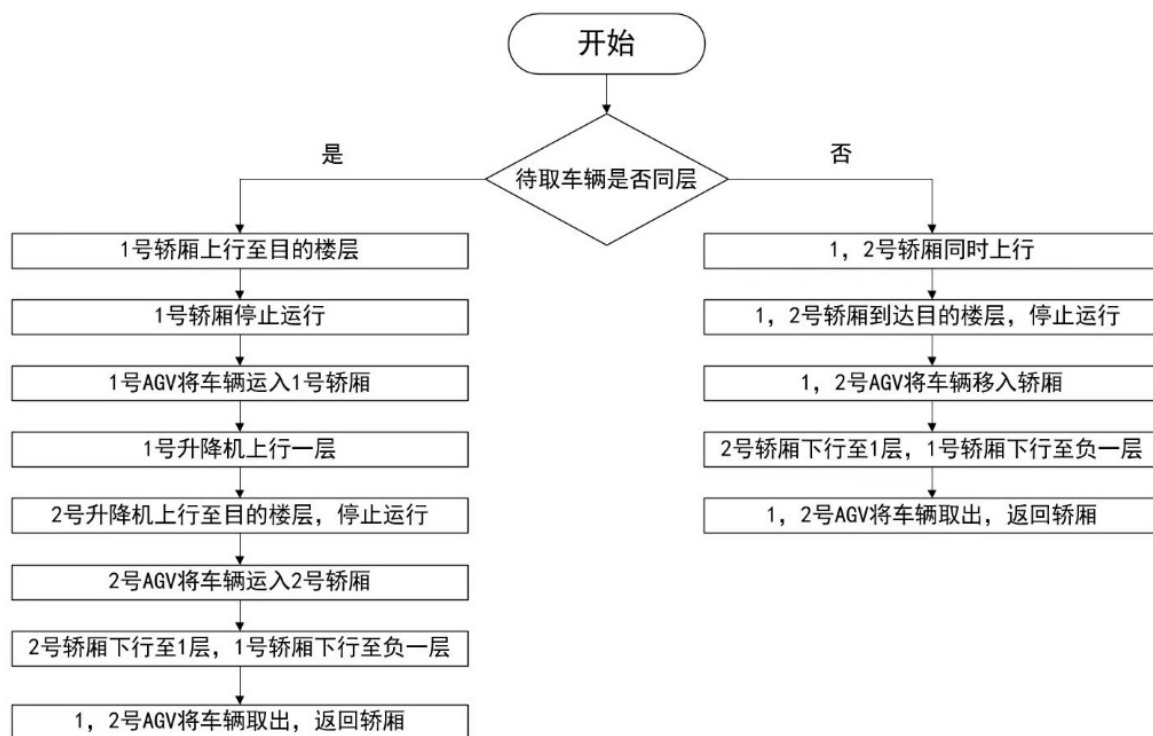 开始
待取车辆是否同层
是
否
1号轿厢上行至目的楼层
1号轿厢停止运行
1号AGV将车辆运入1号轿厢
1号升降机上行一层
2号升降机上行至目的楼层，停止运行
2号AGV将车辆运入2号轿厢
2号轿厢下行至1层，1号轿厢下行至负一层
1，2号AGV将车辆取出，返回轿厢
1，2号轿厢同时上行
1，2号轿厢到达目的楼层，停止运行
1，2号AGV将车辆移入轿厢
2号轿厢下行至1层，1号轿厢下行至负一层
1，2号AGV将车辆取出，返回轿厢